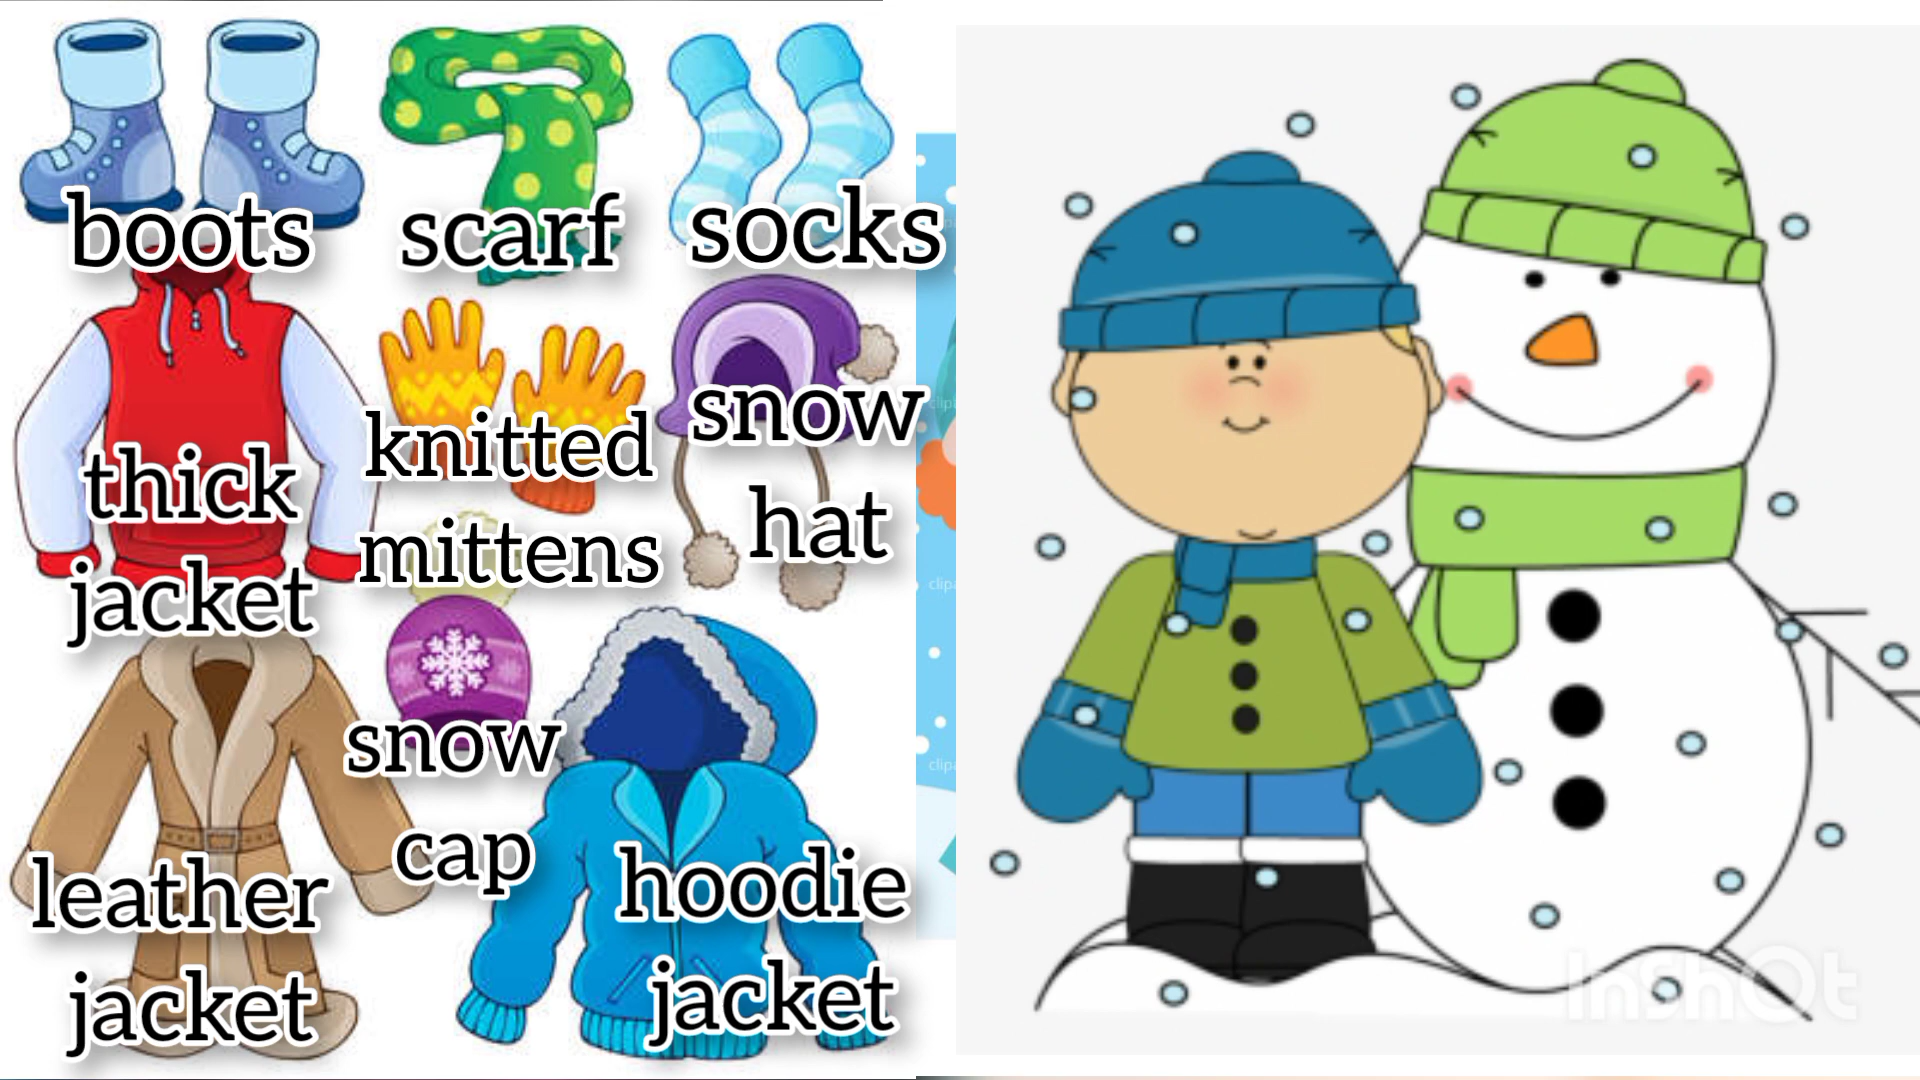 boots
scarf
socks
thick
jacket
knitted
mittens
snow
hat
leather
jacket
snow
cap
hoodie
jacket
InShOt